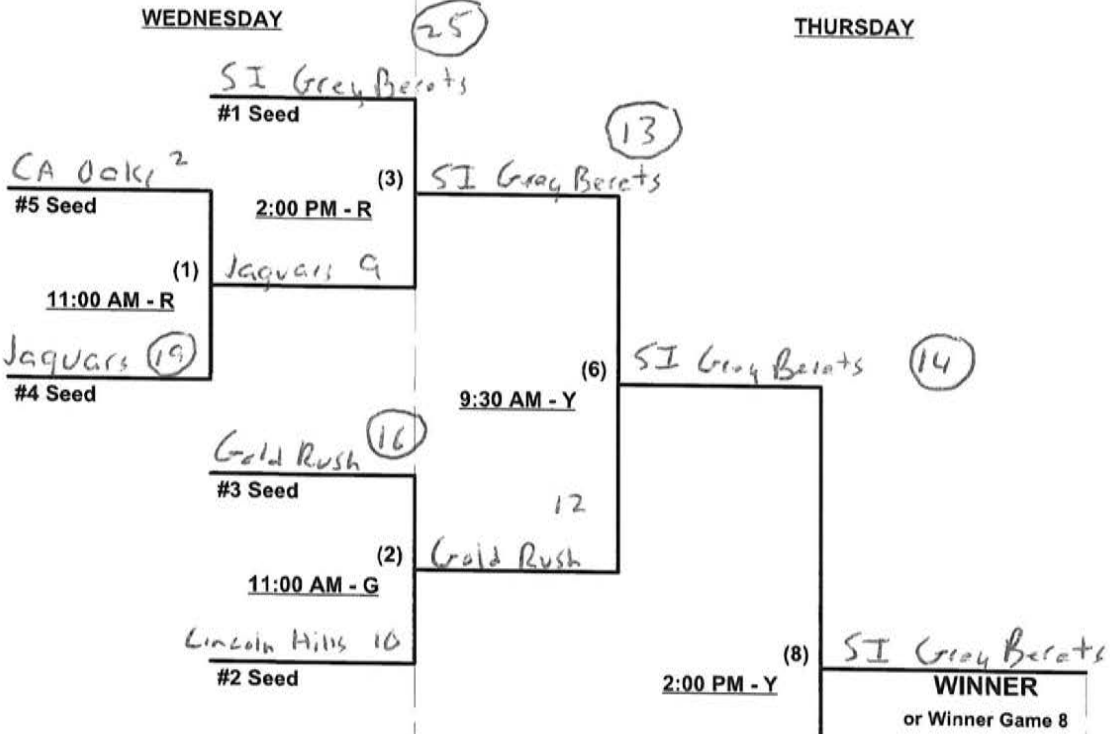 WEDNESDAY
THURSDAY
25
SI Grey Berets
#1 Seed
13
CA Oaks 2
#5 Seed
(3)
2:00 PM - R
SI Gray Berets
(1)
11:00 AM - R
Jaguars 9
Jaguars 19
#4 Seed
(6)
9:30 AM - Y
SI Gray Berets 14
Gold Rush 16
#3 Seed
12
(2)
11:00 AM - G
Gold Rush
Lincoln Hills 10
#2 Seed
(8)
2:00 PM - Y
SI Gray Berets
WINNER
or Winner Game 8